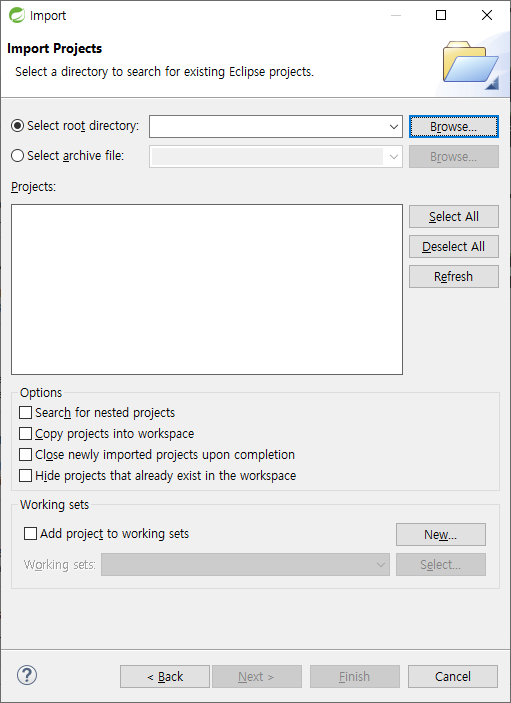 Import
Import Projects
Select a directory to search for existing Eclipse projects.
Select root directory: Browse...
Select archive file: Browse...
Projects:
Select All
Deselect All
Refresh
Options
Search for nested projects
Copy projects into workspace
Close newly imported projects upon completion
Hide projects that already exist in the workspace
Working sets
Add project to working sets New...
Working sets: Select...
? < Back Next > Finish Cancel